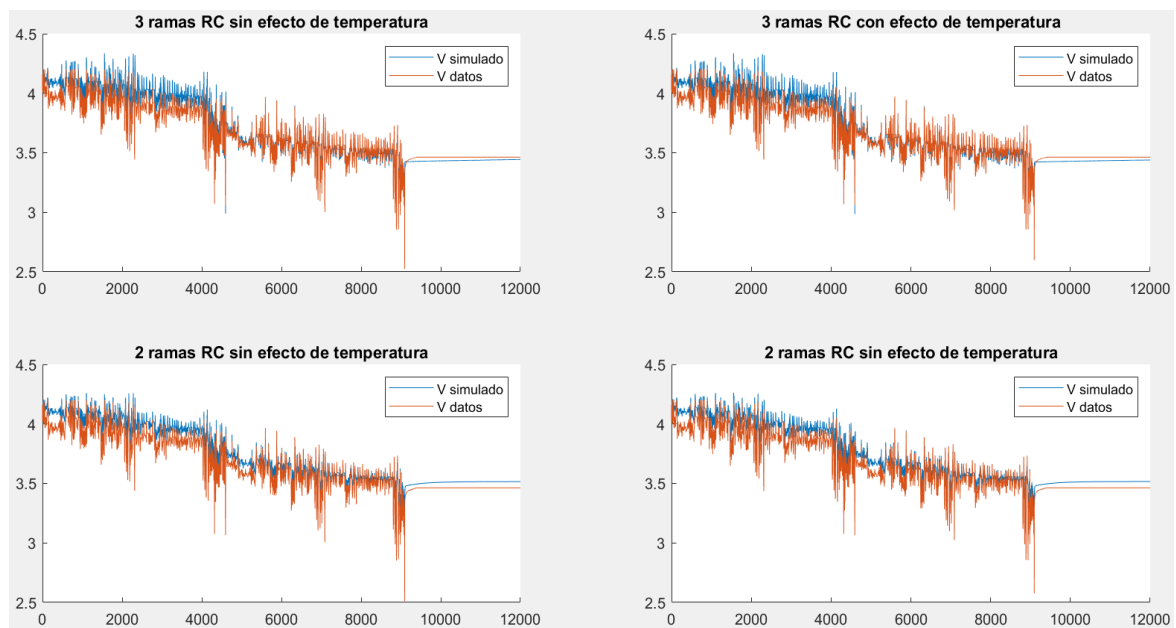 3 ramas RC sin efecto de temperatura
4.5
4
3.5
3
2.5
0 2000 4000 6000 8000 10000 12000
V simulado
V datos
3 ramas RC con efecto de temperatura
4.5
4
3.5
3
2.5
0 2000 4000 6000 8000 10000 12000
V simulado
V datos
2 ramas RC sin efecto de temperatura
4.5
4
3.5
3
2.5
0 2000 4000 6000 8000 10000 12000
V simulado
V datos
2 ramas RC sin efecto de temperatura
4.5
4
3.5
3
2.5
0 2000 4000 6000 8000 10000 12000
V simulado
V datos